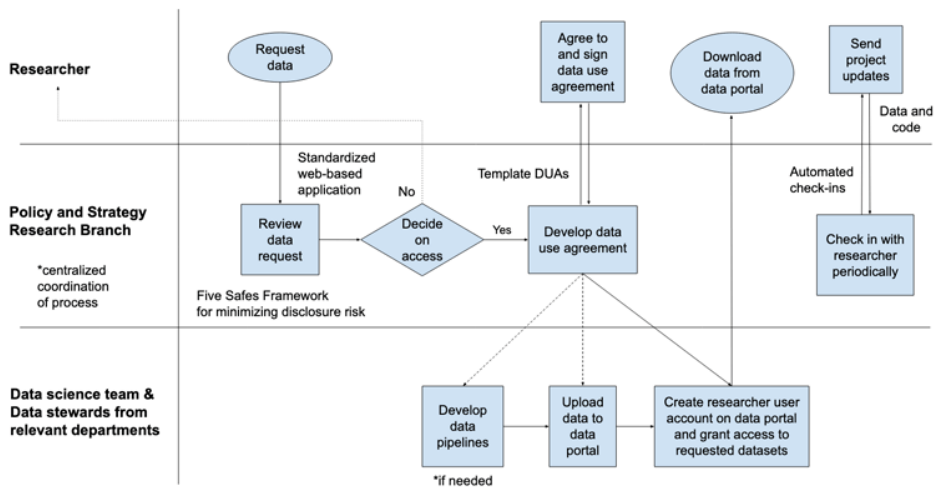 Researcher
Request
data
Agree to
and sign
data use
agreement
Download
data from
data portal
Send
project
updates
Data and
code
Standardized
web-based
application
No
Template DUAs
Automated
check-ins
Policy and Strategy
Research Branch
*centralized
coordination
of process
Review
data
request
Decide
on
access
Yes
Develop data
use agreement
Check in with
researcher
periodically
Five Safes Framework
for minimizing disclosure risk
Data science team &
Data stewards from
relevant departments
Develop
data
pipelines
*if needed
Upload
data to
data
portal
Create researcher user
account on data portal
and grant access to
requested datasets